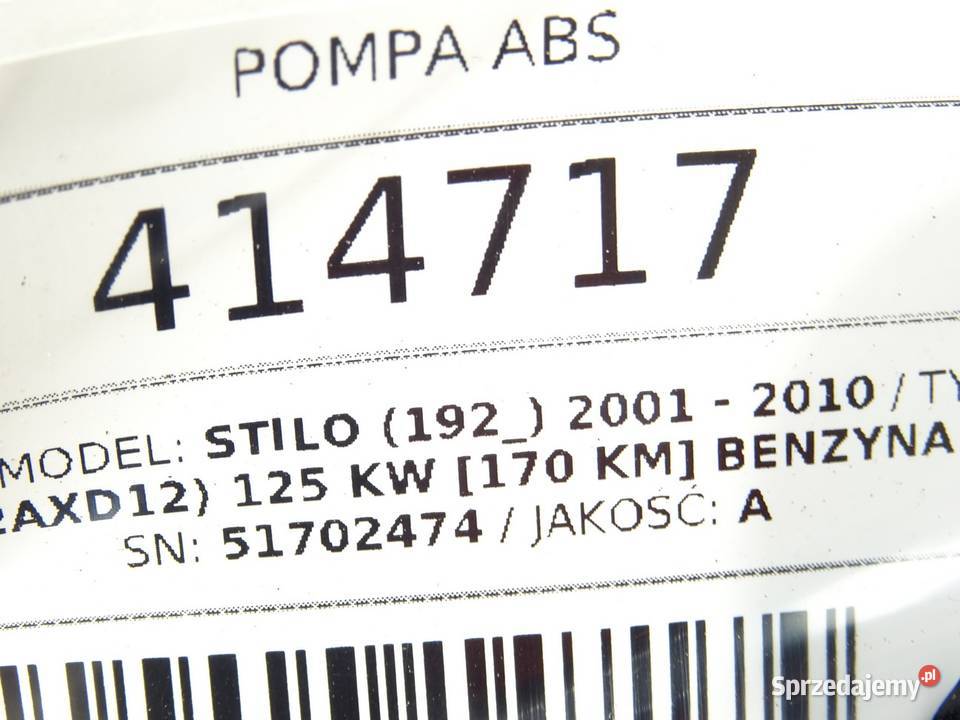 POMPA ABS
414717
MODEL: STILO (192_) 2001 - 2010 / TY
2AXD12) 125 KW [170 KM] BENZYNA
SN: 51702474 / JAKOŚĆ: A
Sprzedajemy.pl